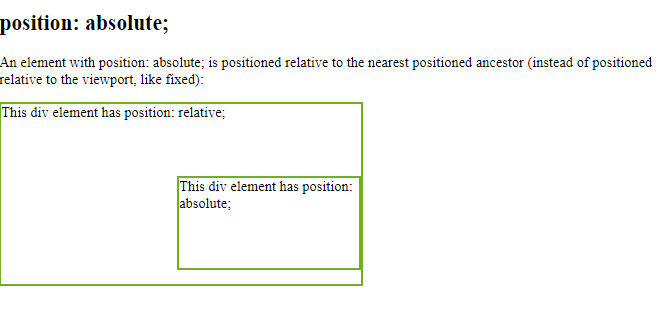 position: absolute;
An element with position: absolute; is positioned relative to the nearest positioned ancestor (instead of positioned
relative to the viewport, like fixed):
This div element has position: relative;
This div element has position:
absolute;